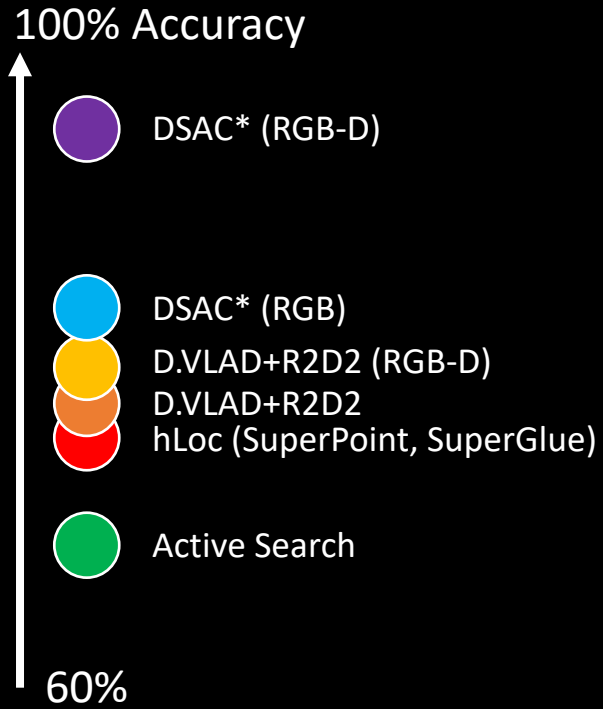 100% Accuracy
DSAC* (RGB-D)
DSAC* (RGB)
D.VLAD+R2D2 (RGB-D)
D.VLAD+R2D2
hLoc (SuperPoint, SuperGlue)
Active Search
60%